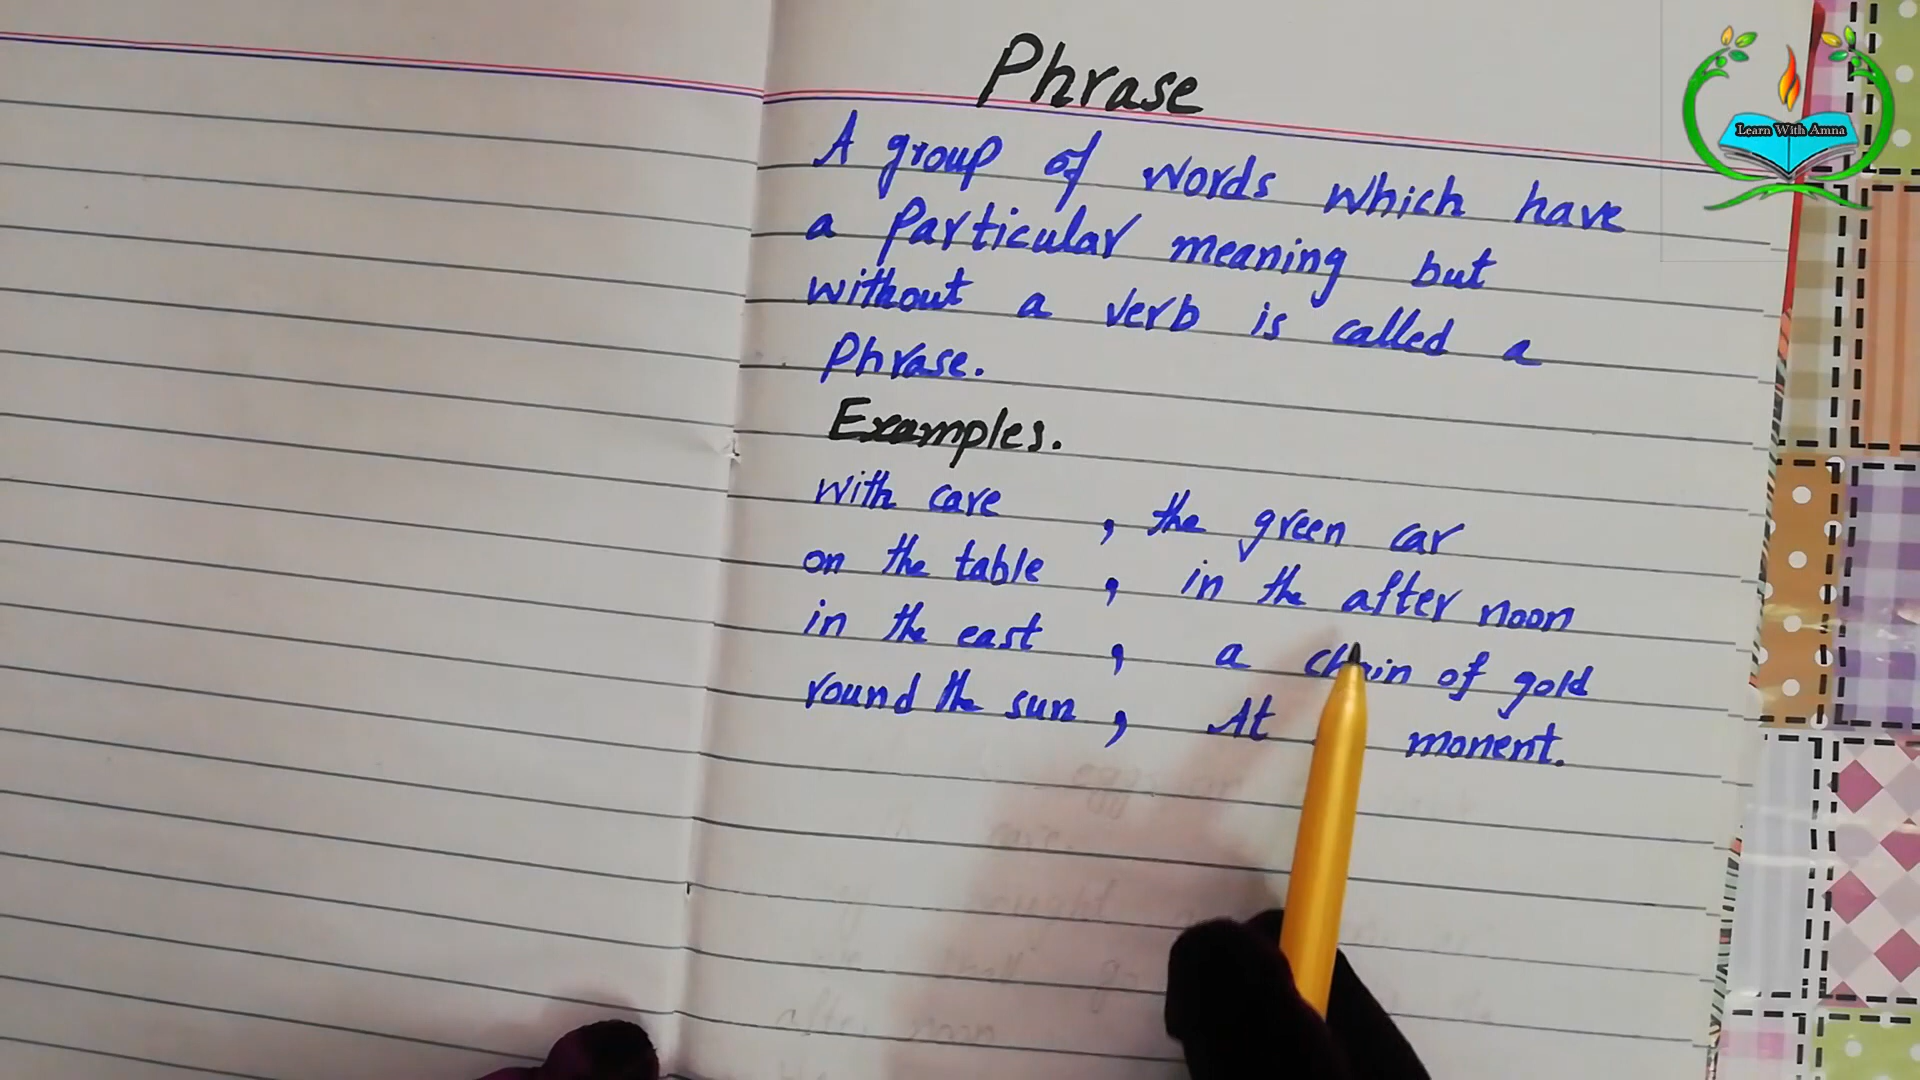 Phrase
Learn With Amna
A group of words which have
a particular meaning but
without a verb is called a
Phrase.
Examples.
with care , the green car
on the table , in the after noon
in the east , a chain of gold
round the sun , At monent.